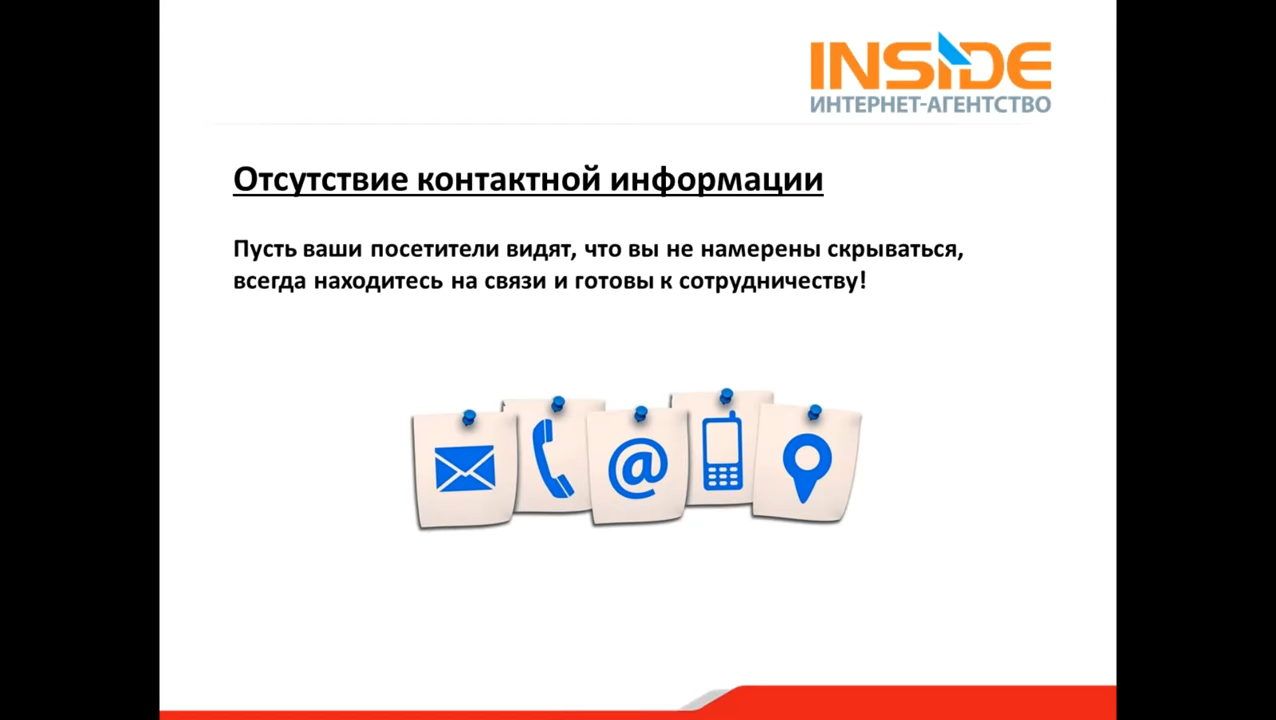 INSIDE
ИНТЕРНЕТ-АГЕНТСТВО
Отсутствие контактной информации
Пусть ваши посетители видят, что вы не намерены скрываться,
всегда находитесь на связи и готовы к сотрудничеству!
@